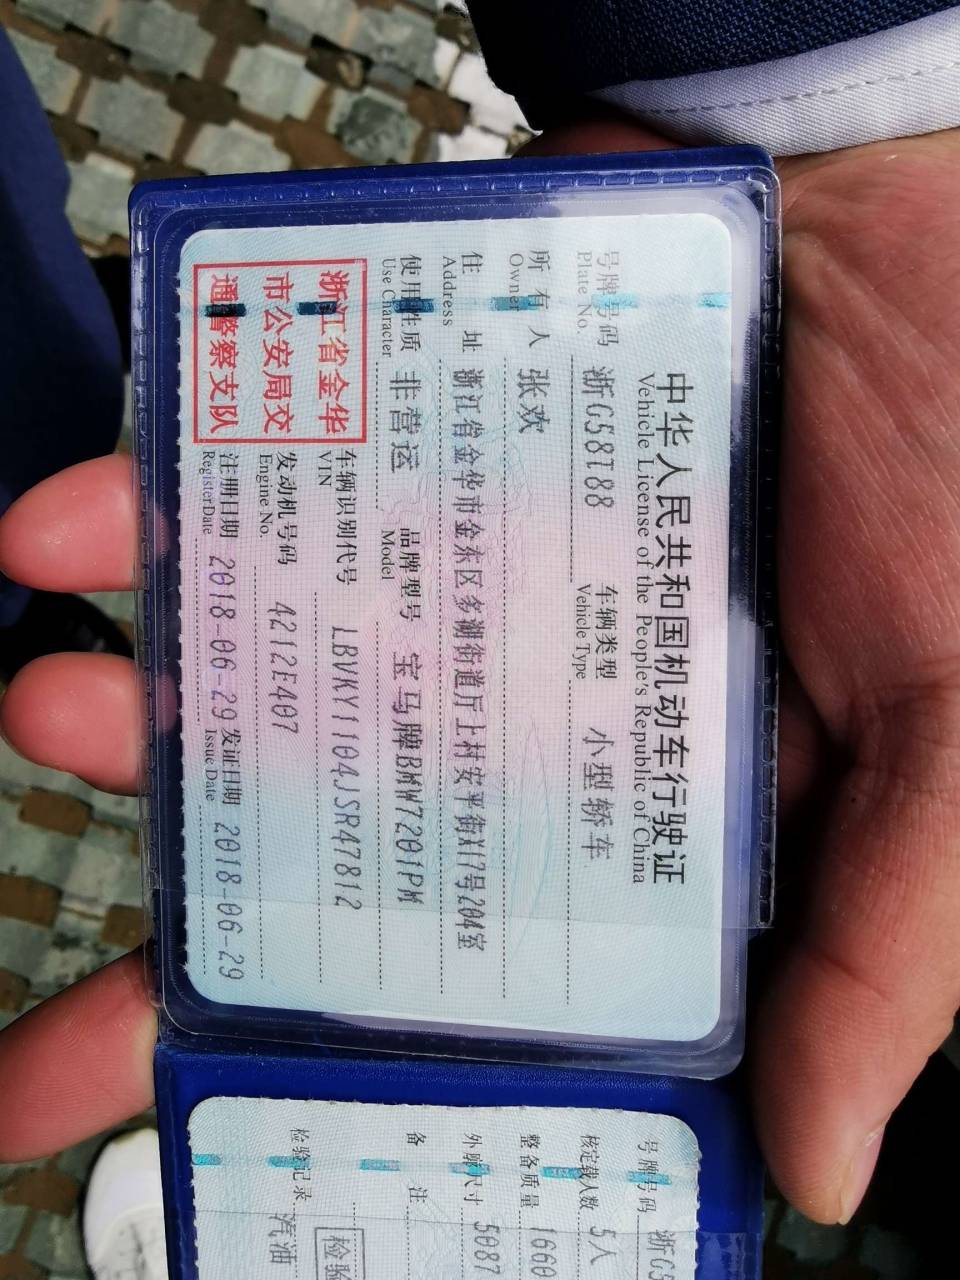 中华人民共和国机动车行驶证
Vehicle License of the People's Republic of China
号牌号码 浙G58T88 车辆类型 小型轿车
Plate No. Vehicle Type
所有人 张欢
Owner
住址 浙江省金华市金东区多湖街道厅上村安平街X17号204室
Address
使用性质 非营运 品牌型号 宝马牌BMW7201PM
Use Character Model
浙江省金华
市公安局交
通警察支队
车辆识别代号 LBVKY1104JSR47812
VIN
发动机号码 4212E407
Engine No.
注册日期 2018-06-29 发证日期 2018-06-29
Register Date Issue Date
号牌号码 浙G5
核定载人数 5人
整备质量 1660
外廓尺寸 5087
备注
检验
检验记录 汽油